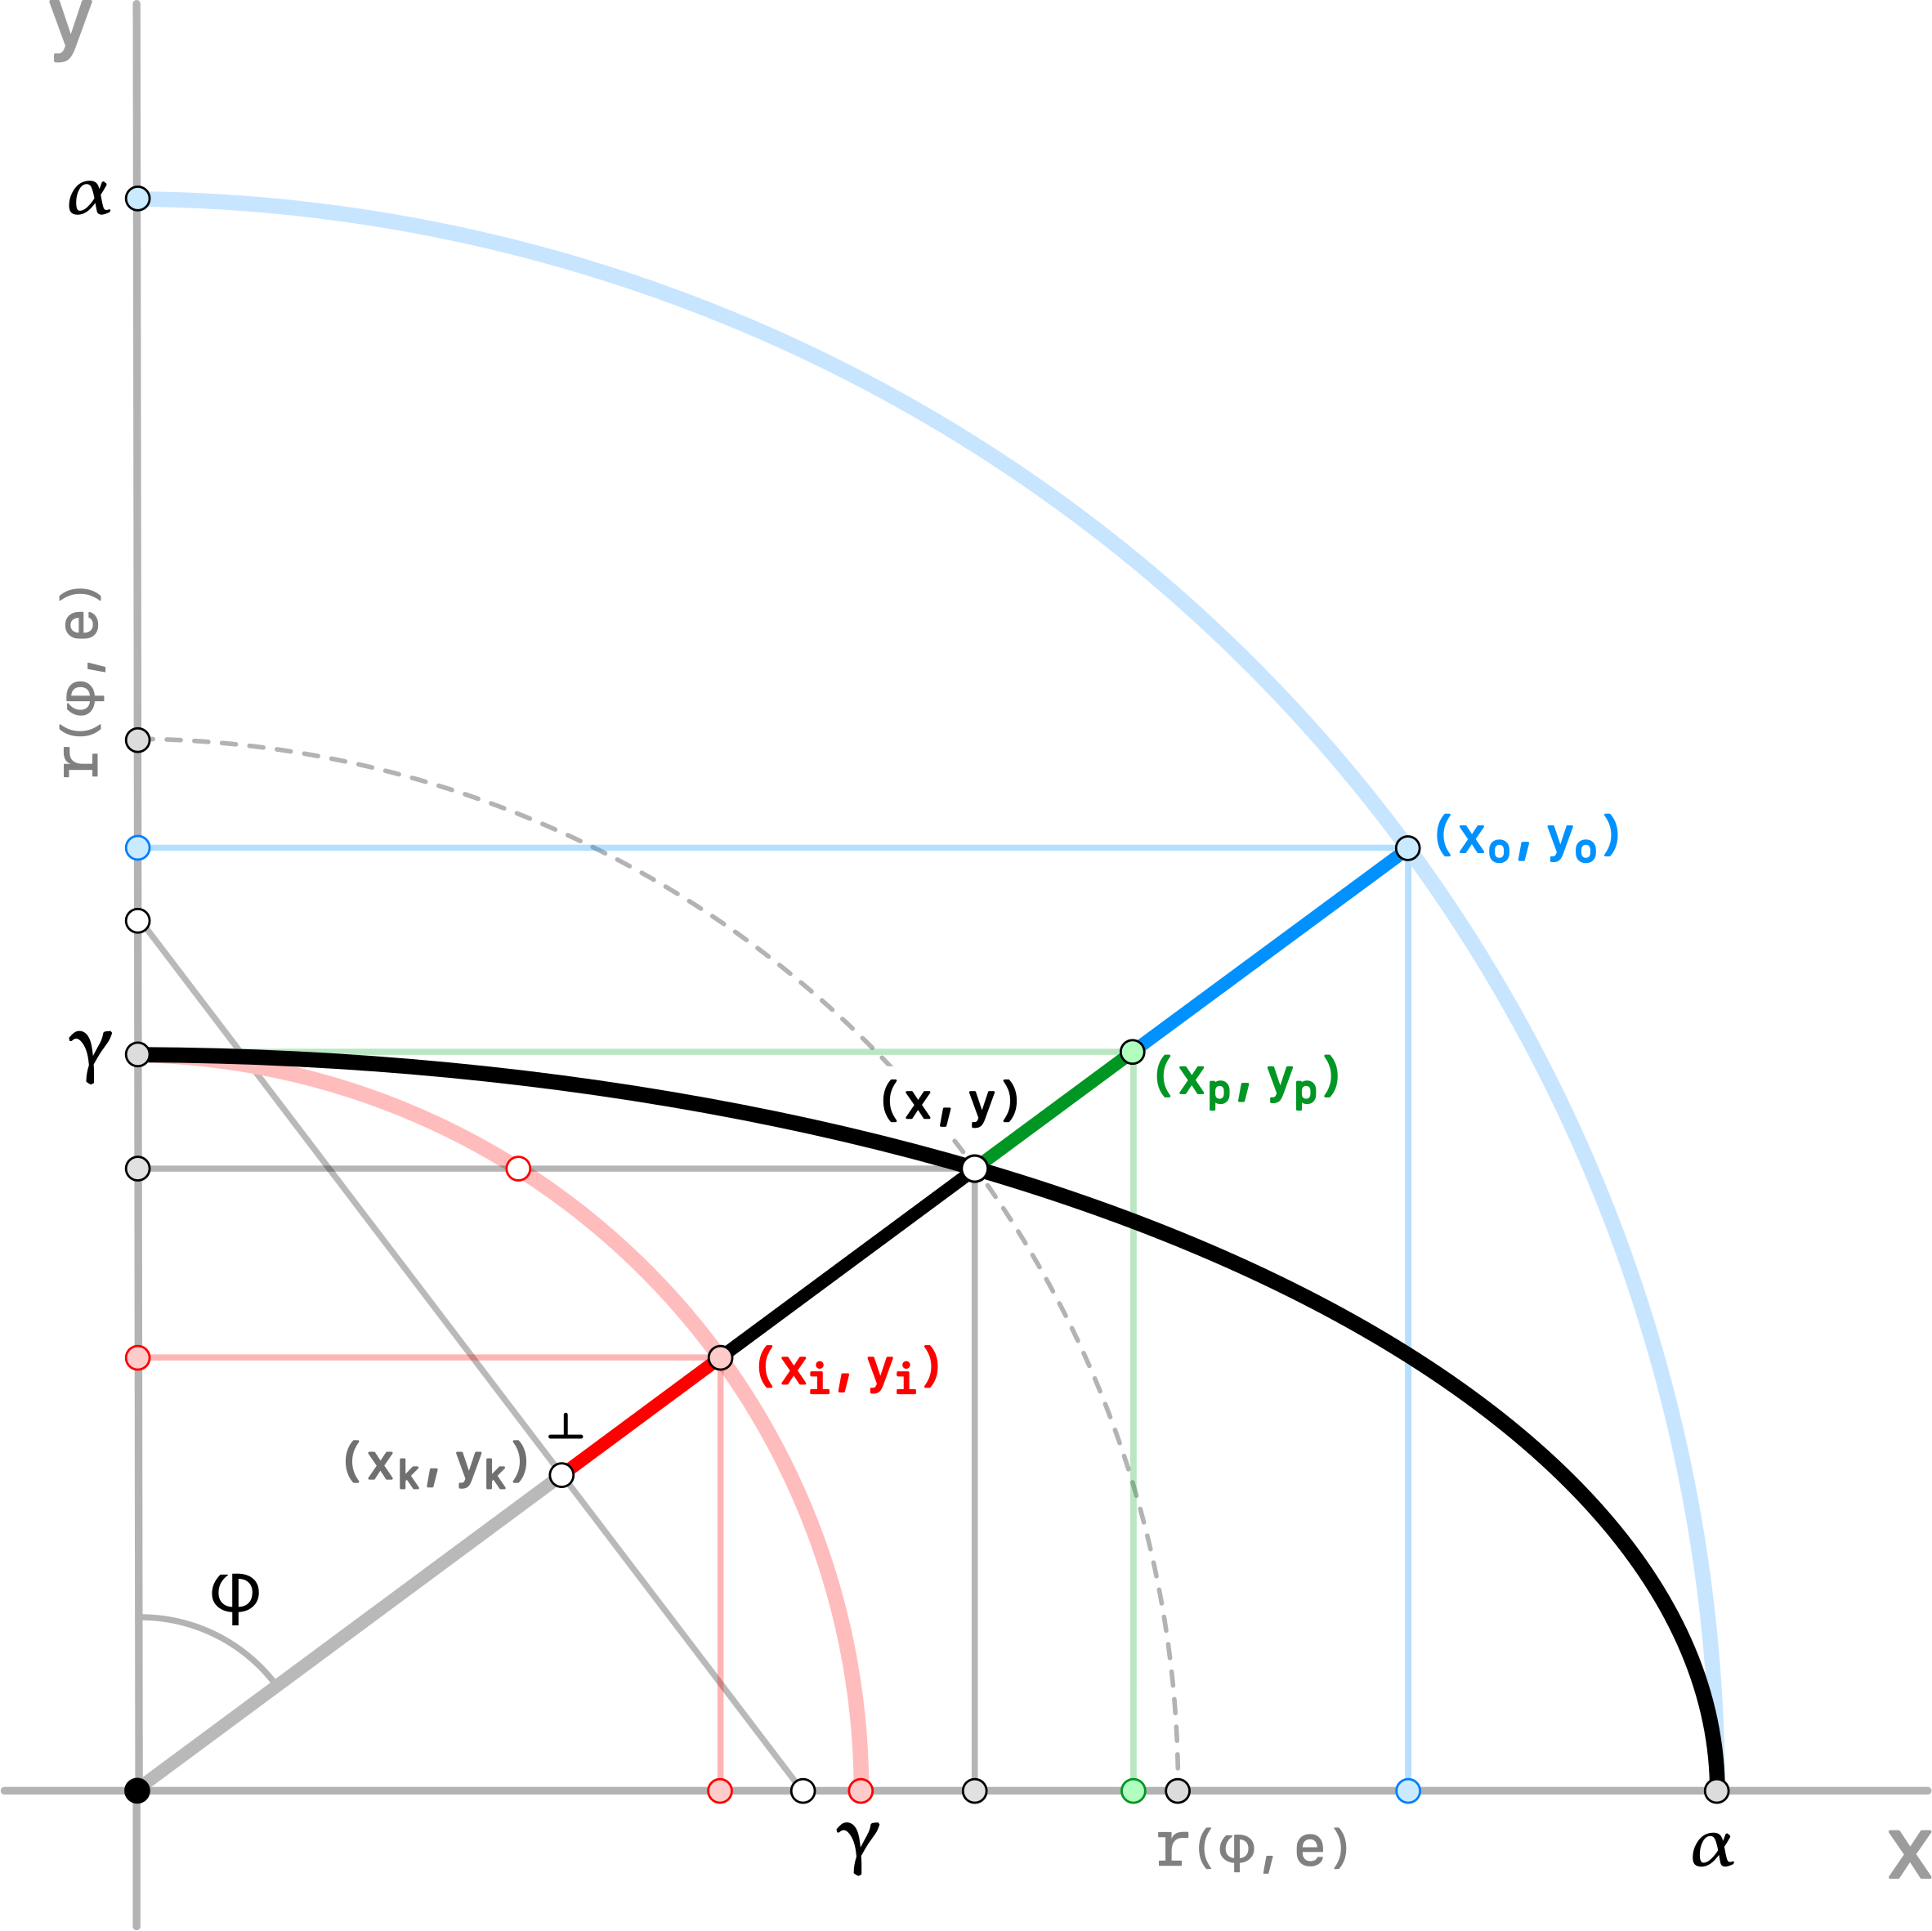 y
α
r(φ, e)
(xₒ, yₒ)
γ
(x, y)
(xₚ, yₚ)
(xᵢ, yᵢ)
⊥
(xₖ, yₖ)
φ
γ
r(φ, e)
α
x